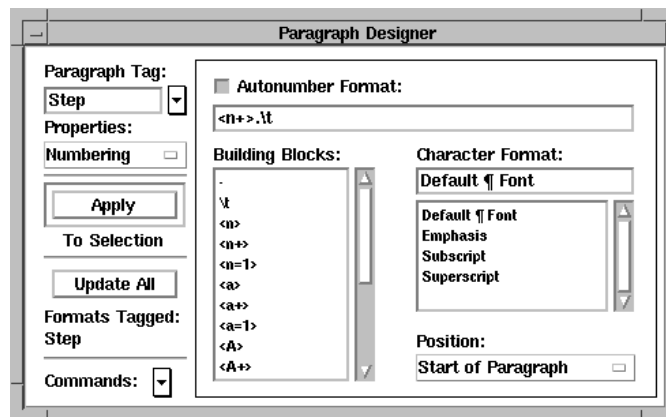 Paragraph Designer
Paragraph Tag:
Step
Properties:
Numbering
Apply
To Selection
Update All
Formats Tagged:
Step
Commands:
Autonumber Format:
<n+>.\t
Building Blocks:
.
\t
<n>
<n+>
<n=1>
<a>
<a+>
<a=1>
<A>
<A+>
Character Format:
Default ¶ Font
Default ¶ Font
Emphasis
Subscript
Superscript
Position:
Start of Paragraph